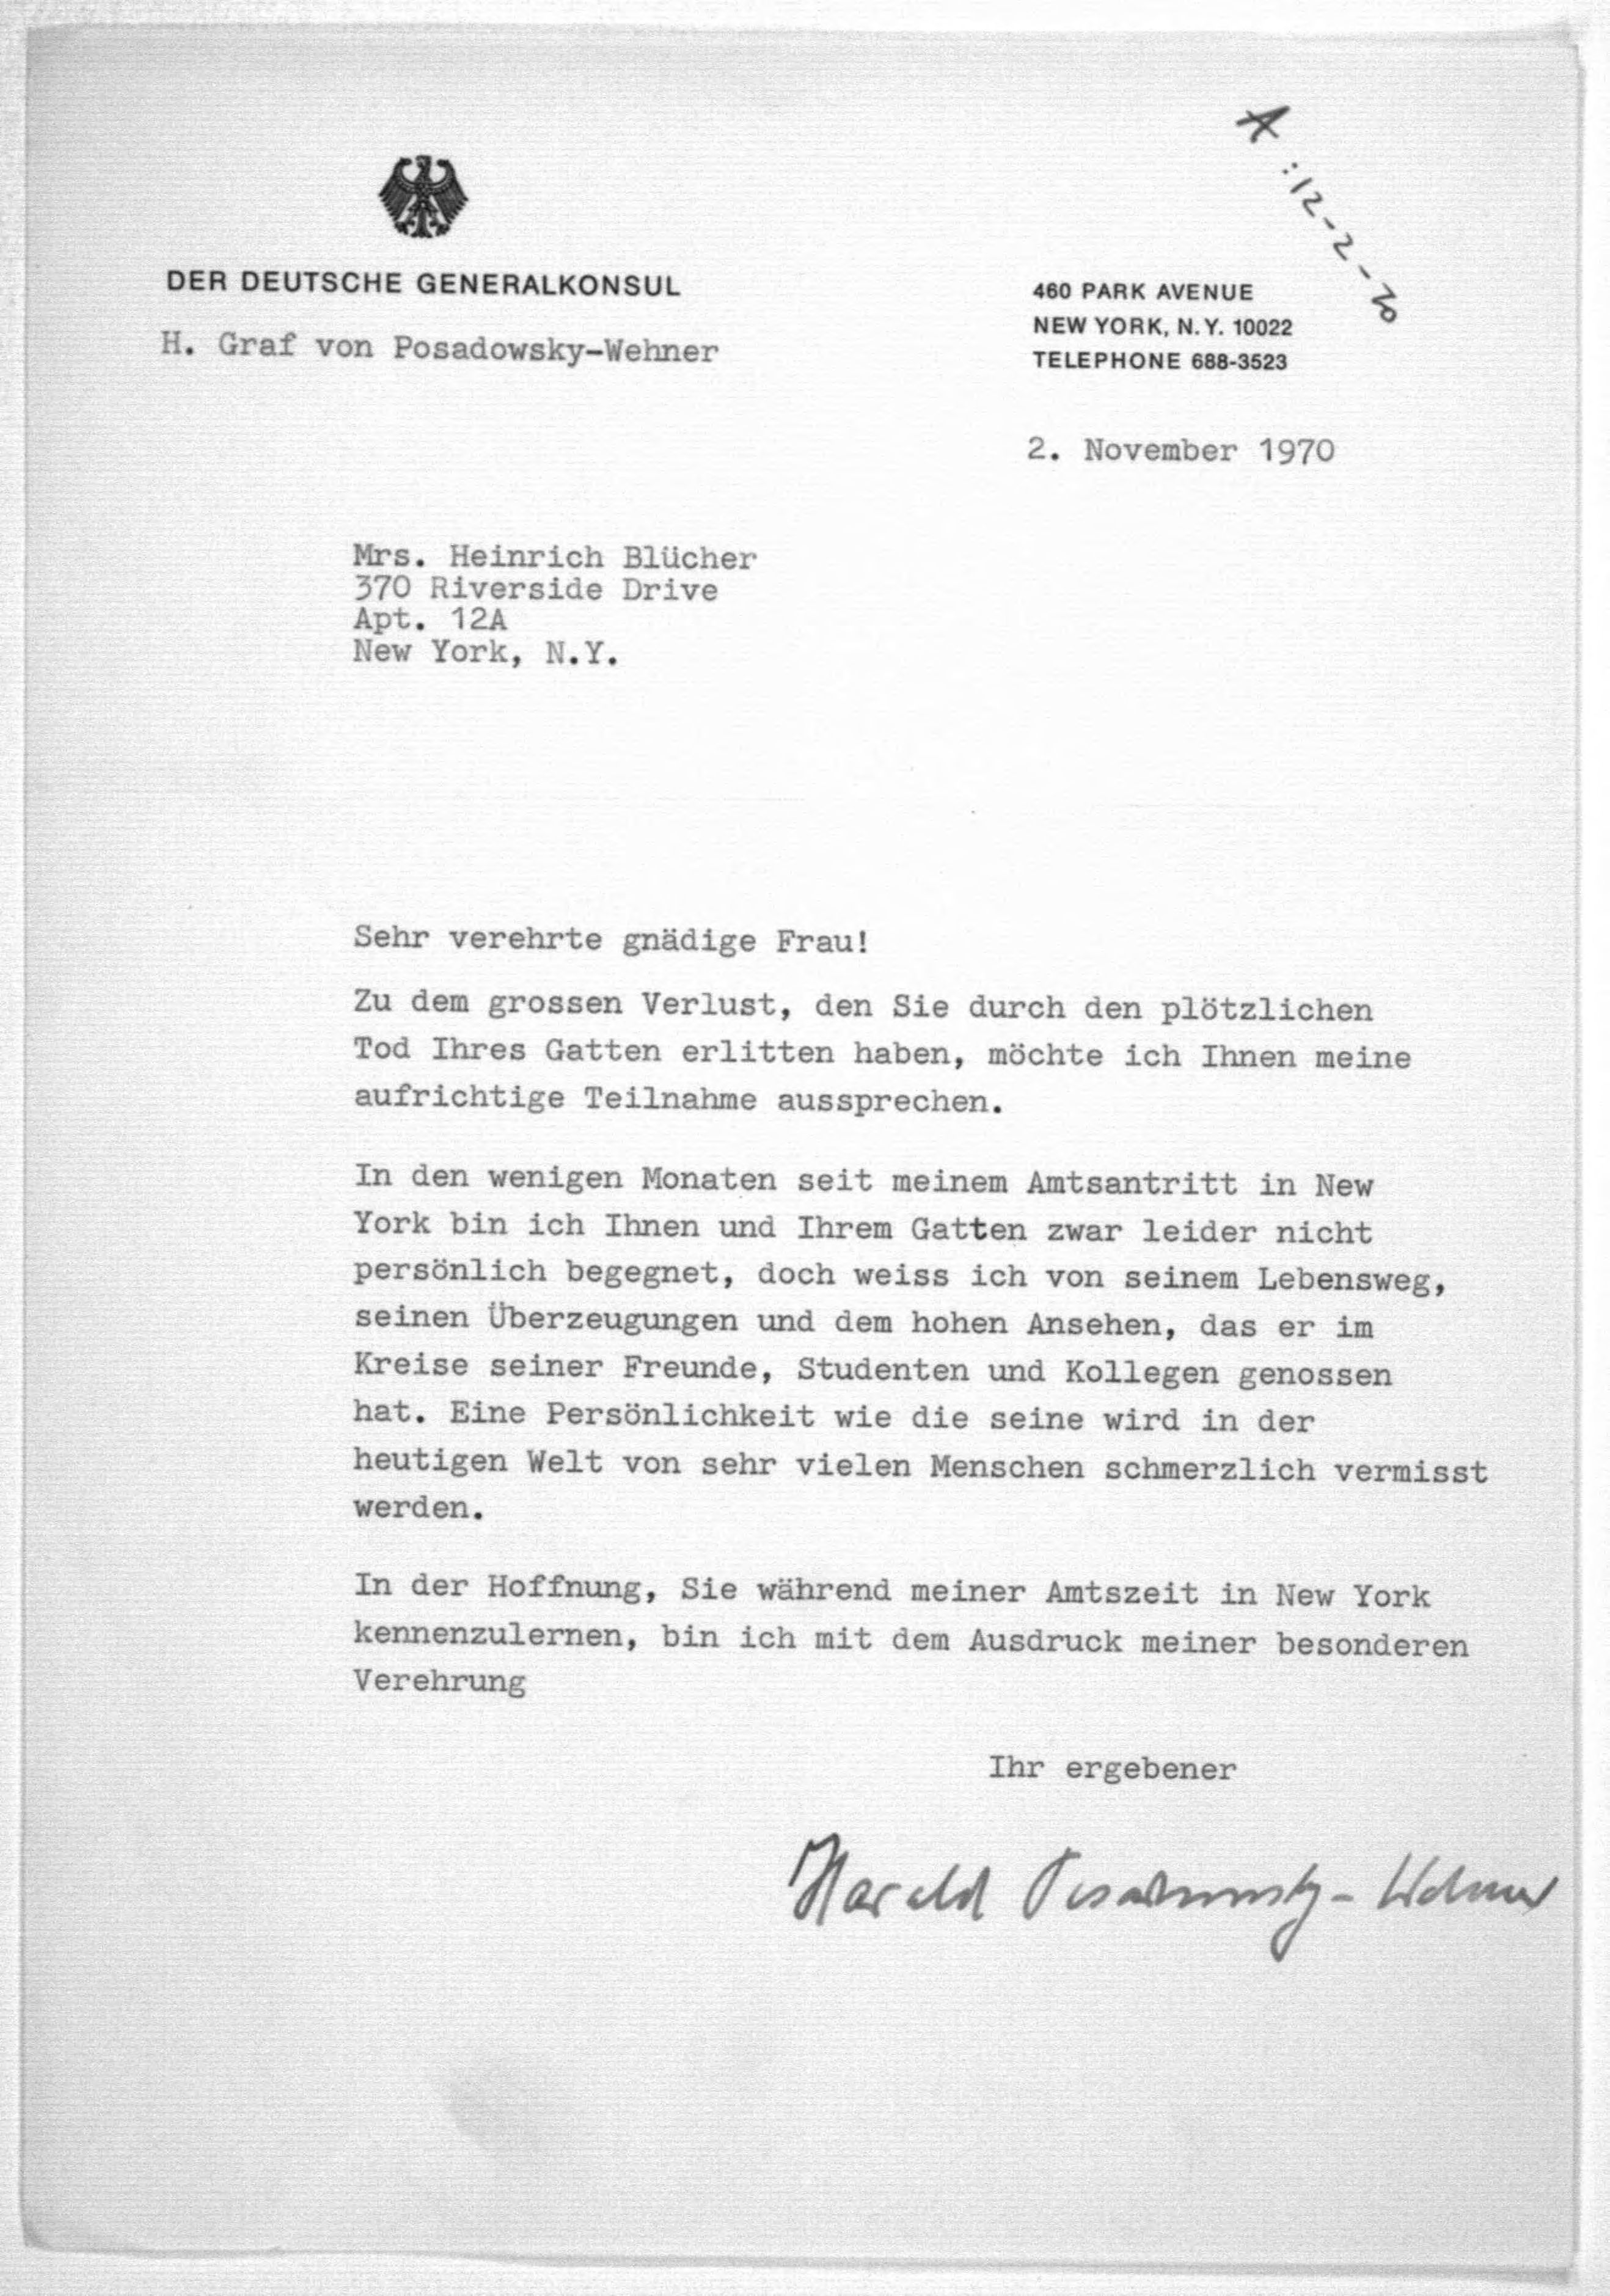 A :12-2-70
DER DEUTSCHE GENERALKONSUL
H. Graf von Posadowsky-Wehner
460 PARK AVENUE
NEW YORK, N.Y. 10022
TELEPHONE 688-3523
2. November 1970
Mrs. Heinrich Blücher
370 Riverside Drive
Apt. 12A
New York, N.Y.
Sehr verehrte gnädige Frau!
Zu dem grossen Verlust, den Sie durch den plötzlichen
Tod Ihres Gatten erlitten haben, möchte ich Ihnen meine
aufrichtige Teilnahme aussprechen.
In den wenigen Monaten seit meinem Amtsantritt in New
York bin ich Ihnen und Ihrem Gatten zwar leider nicht
persönlich begegnet, doch weiss ich von seinem Lebensweg,
seinen Überzeugungen und dem hohen Ansehen, das er im
Kreise seiner Freunde, Studenten und Kollegen genossen
hat. Eine Persönlichkeit wie die seine wird in der
heutigen Welt von sehr vielen Menschen schmerzlich vermisst
werden.
In der Hoffnung, Sie während meiner Amtszeit in New York
kennenzulernen, bin ich mit dem Ausdruck meiner besonderen
Verehrung
Ihr ergebener
Harald Posadowsky-Wehner